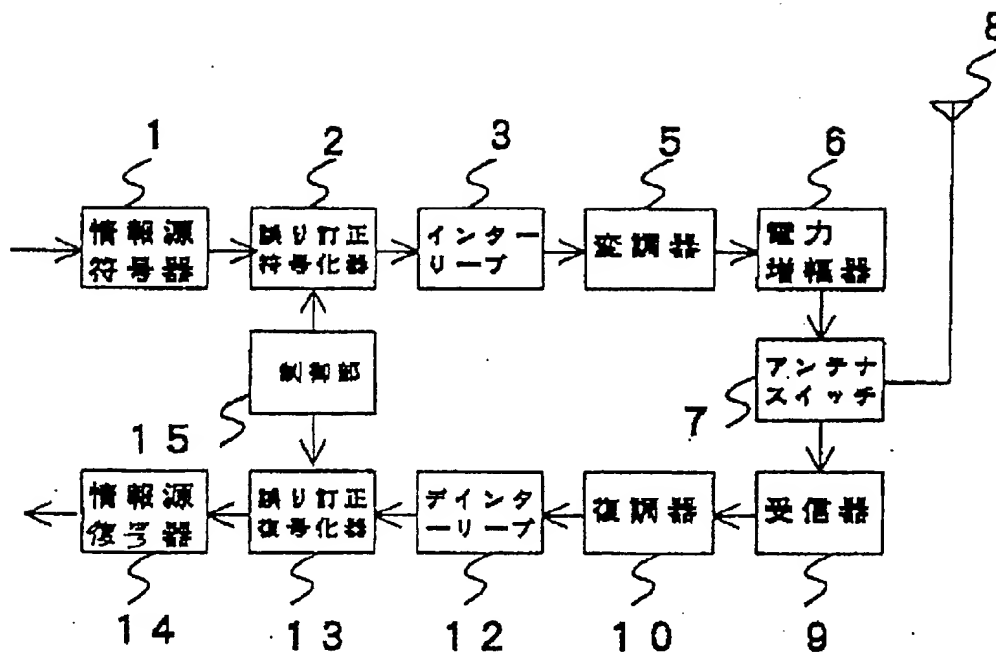 8
1
2
3
5
6
情報源
符号器
誤り訂正
符号化器
インター
リーブ
変調器
電力
増幅器
制御部
アンテナ
スイッチ
15
7
情報源
復号器
誤り訂正
復号化器
デインタ
ーリーブ
復調器
受信器
14
13
12
10
9